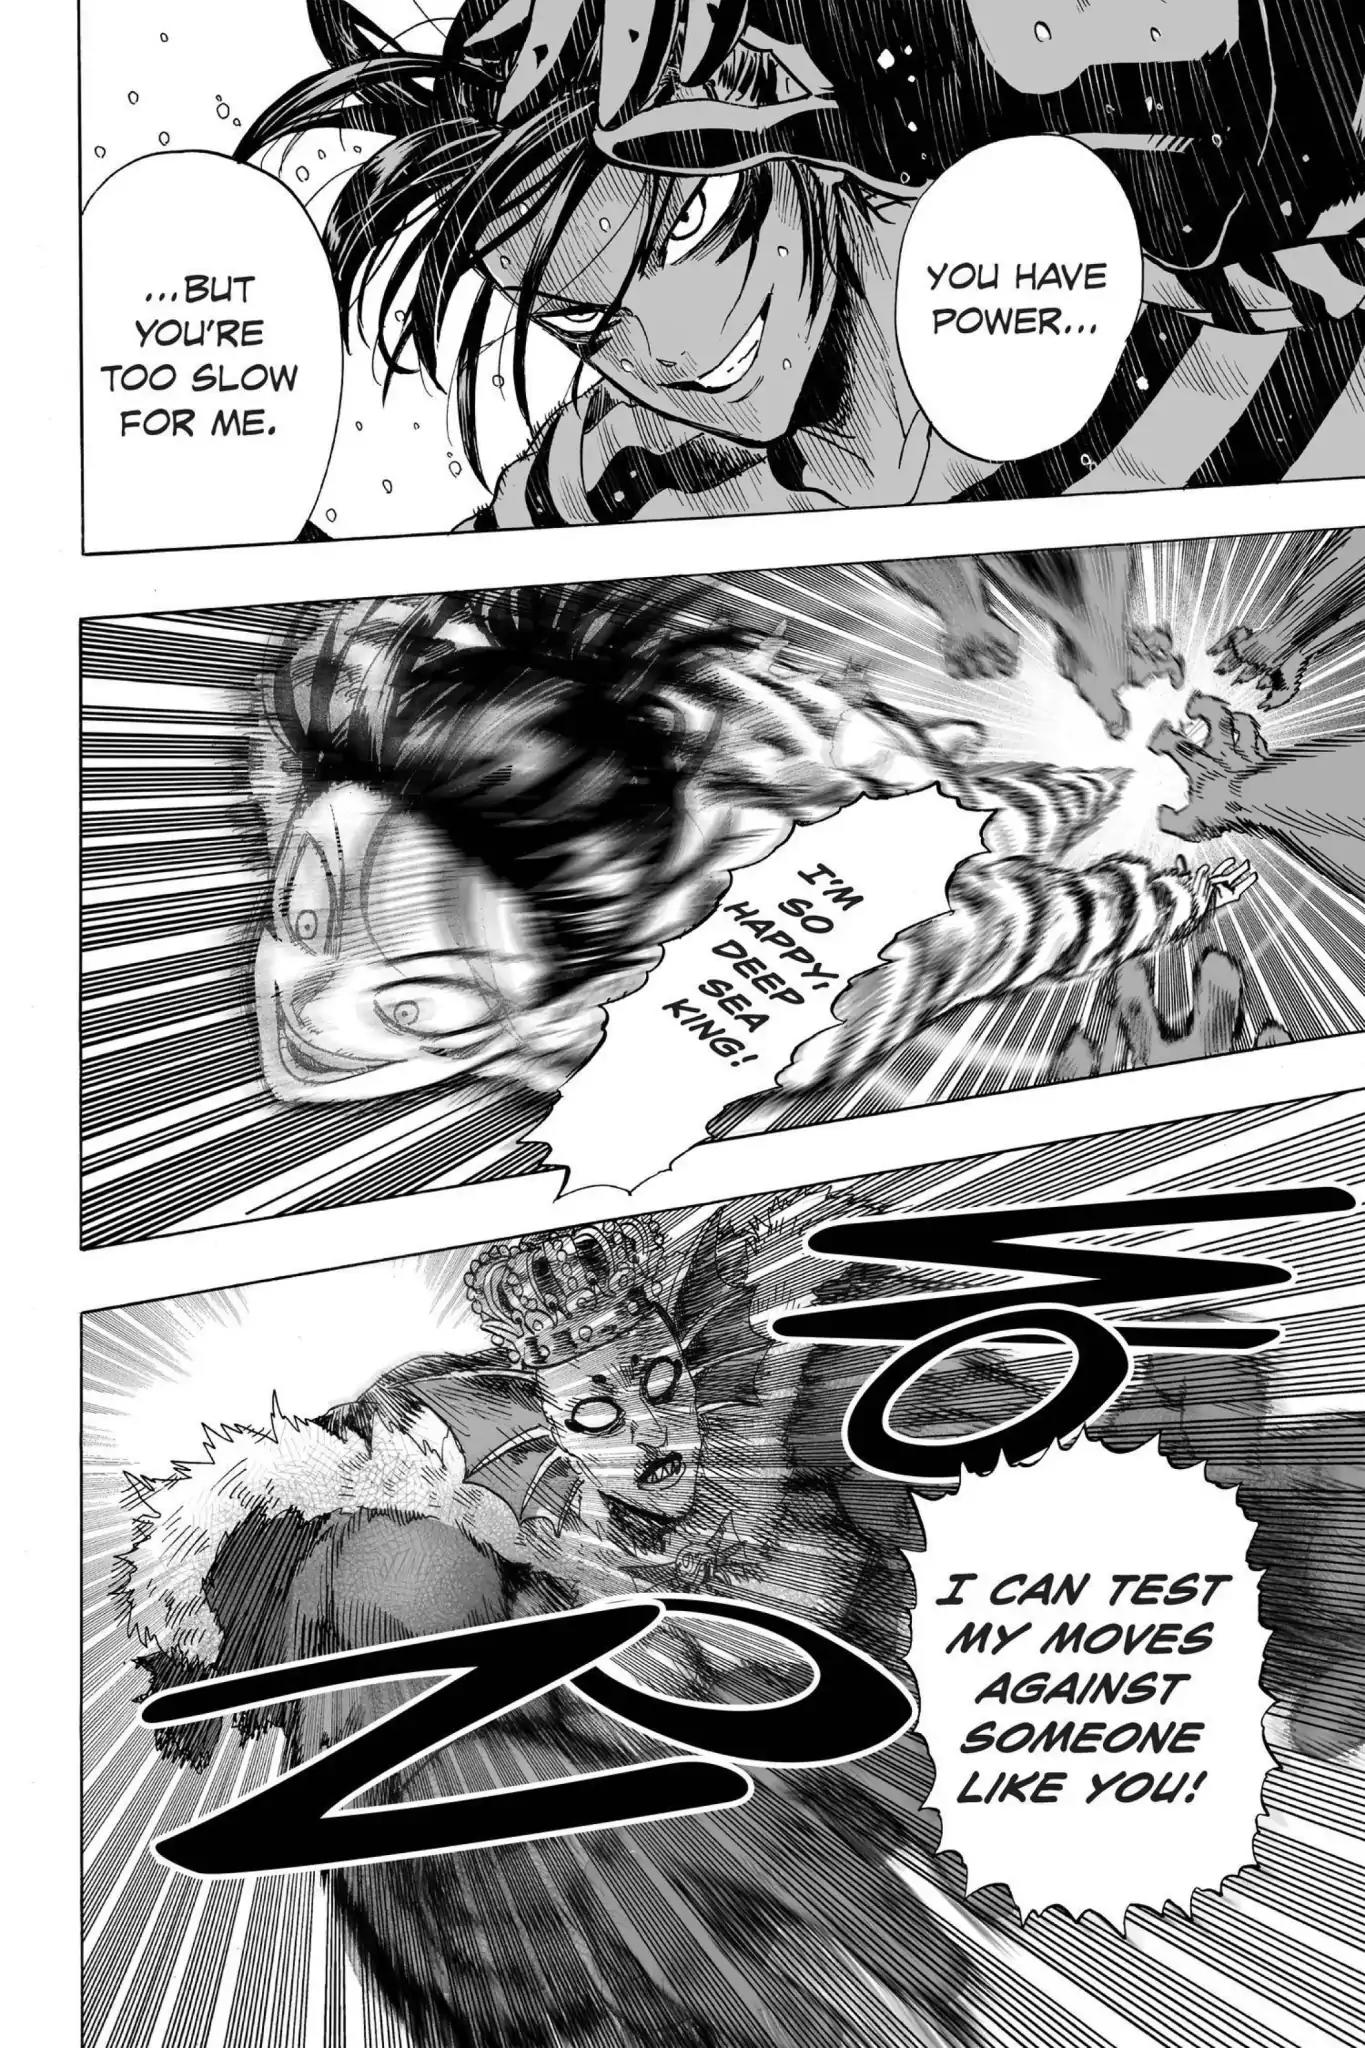 YOU HAVE
POWER...
...BUT
YOU'RE
TOO SLOW
FOR ME.
I'M
SO
HAPPY,
DEEP
SEA
KING!
I CAN TEST
MY MOVES
AGAINST
SOMEONE
LIKE YOU!